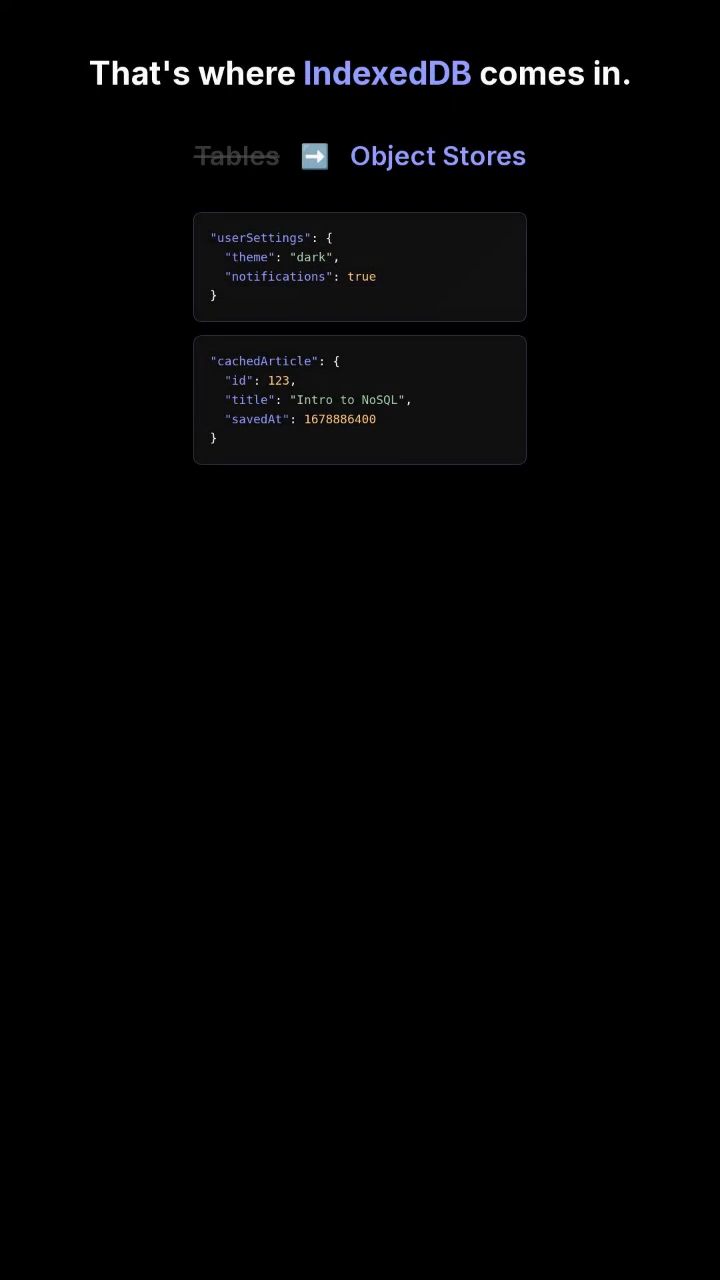 That's where IndexedDB comes in.
Tables ➡️ Object Stores
"userSettings": {
  "theme": "dark",
  "notifications": true
}
"cachedArticle": {
  "id": 123,
  "title": "Intro to NoSQL",
  "savedAt": 1678886400
}